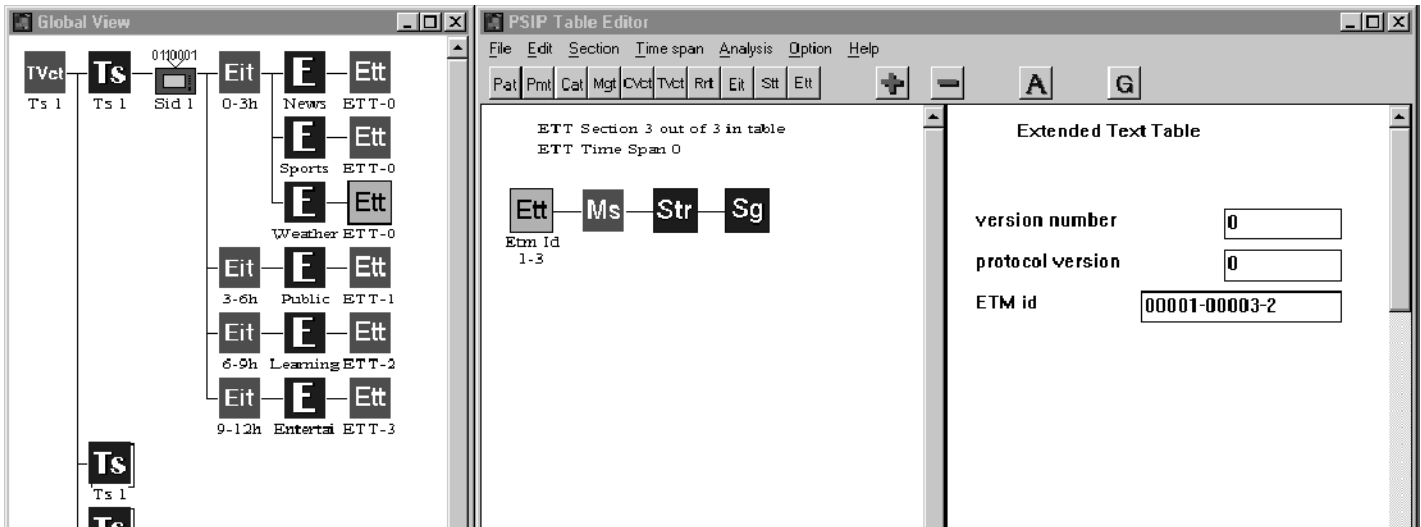 Global View
0110001
TVct Ts Eit E Ett
Ts 1 Ts 1 Sid 1 0-3h News ETT-0
E Ett
Sports ETT-0
E Ett
Weather ETT-0
Eit E Ett
3-6h Public ETT-1
Eit E Ett
6-9h Learning ETT-2
Eit E Ett
9-12h Entertai ETT-3
Ts
Ts 1
Ts
PSIP Table Editor
File Edit Section Time span Analysis Option Help
Pat Pmt Cat Mgt CVct TVct Rrt Eit Stt Ett + - A G
ETT Section 3 out of 3 in table
ETT Time Span 0
Ett Ms Str Sg
Etm Id
1-3
Extended Text Table
version number 0
protocol version 0
ETM id 00001-00003-2